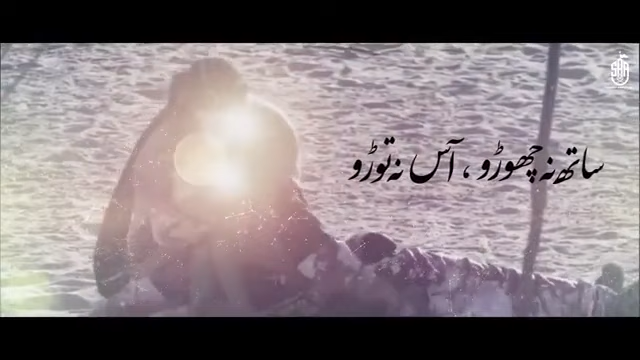 ساتھ نہ چھوڑو ، آس نہ توڑو